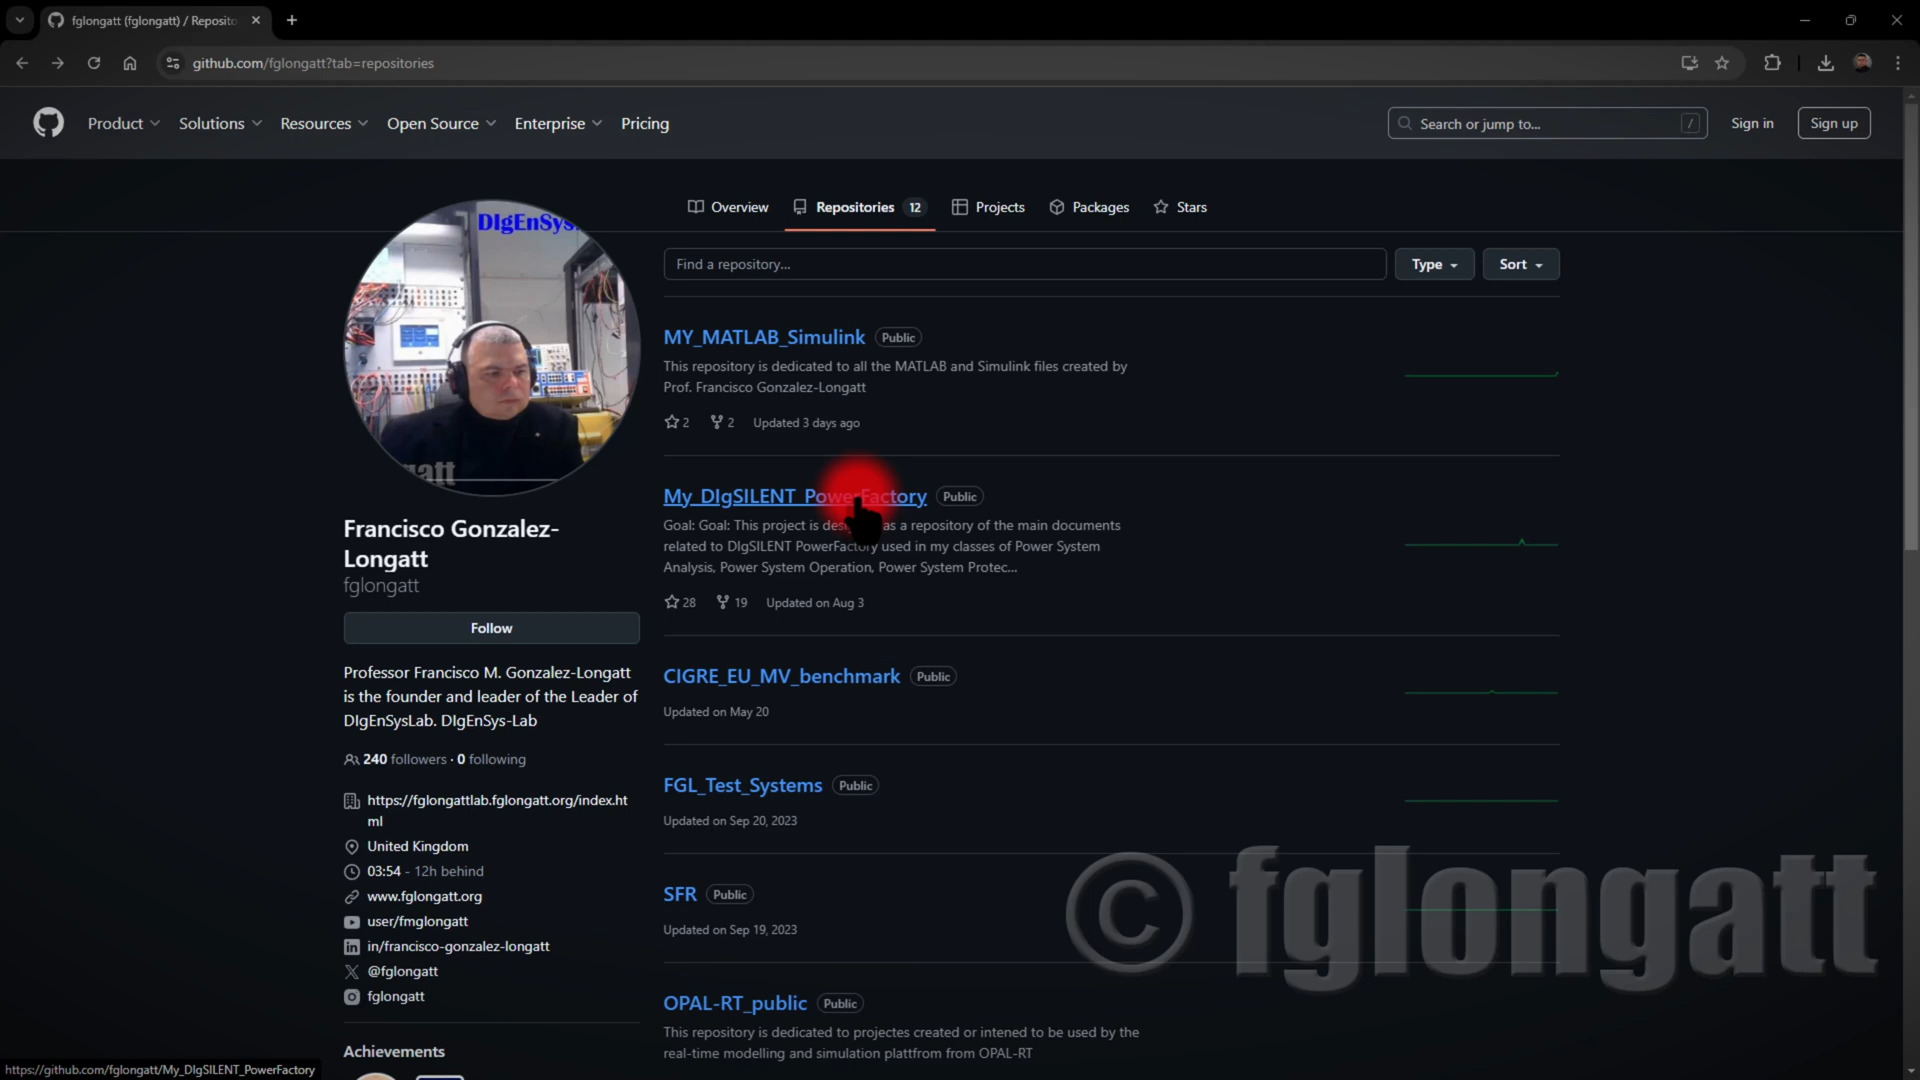 fglongatt (fglongatt) / Reposito
github.com/fglongatt?tab=repositories
Product
Solutions
Resources
Open Source
Enterprise
Pricing
Search or jump to...
/
Sign in
Sign up
Overview
Repositories 12
Projects
Packages
Stars
DIgEnSys
Find a repository...
Type
Sort
MY_MATLAB_Simulink Public
This repository is dedicated to all the MATLAB and Simulink files created by
Prof. Francisco Gonzalez-Longatt
2 2 Updated 3 days ago
My_DIgSILENT_PowerFactory Public
Goal: Goal: This project is as a repository of the main documents
related to DIgSILENT PowerFactory used in my classes of Power System
Analysis, Power System Operation, Power System Protec...
28 19 Updated on Aug 3
CIGRE_EU_MV_benchmark Public
Updated on May 20
FGL_Test_Systems Public
Updated on Sep 20, 2023
SFR Public
Updated on Sep 19, 2023
OPAL-RT_public Public
This repository is dedicated to projectes created or intened to be used by the
real-time modelling and simulation plattfrom from OPAL-RT
att
Francisco Gonzalez-
Longatt
fglongatt
Follow
Professor Francisco M. Gonzalez-Longatt
is the founder and leader of the Leader of
DIgEnSysLab. DIgEnSys-Lab
240 followers · 0 following
https://fglongattlab.fglongatt.org/index.ht
ml
United Kingdom
03:54 - 12h behind
www.fglongatt.org
user/fmglongatt
in/francisco-gonzalez-longatt
@fglongatt
fglongatt
Achievements
© fglongatt
https://github.com/fglongatt/My_DIgSILENT_PowerFactory